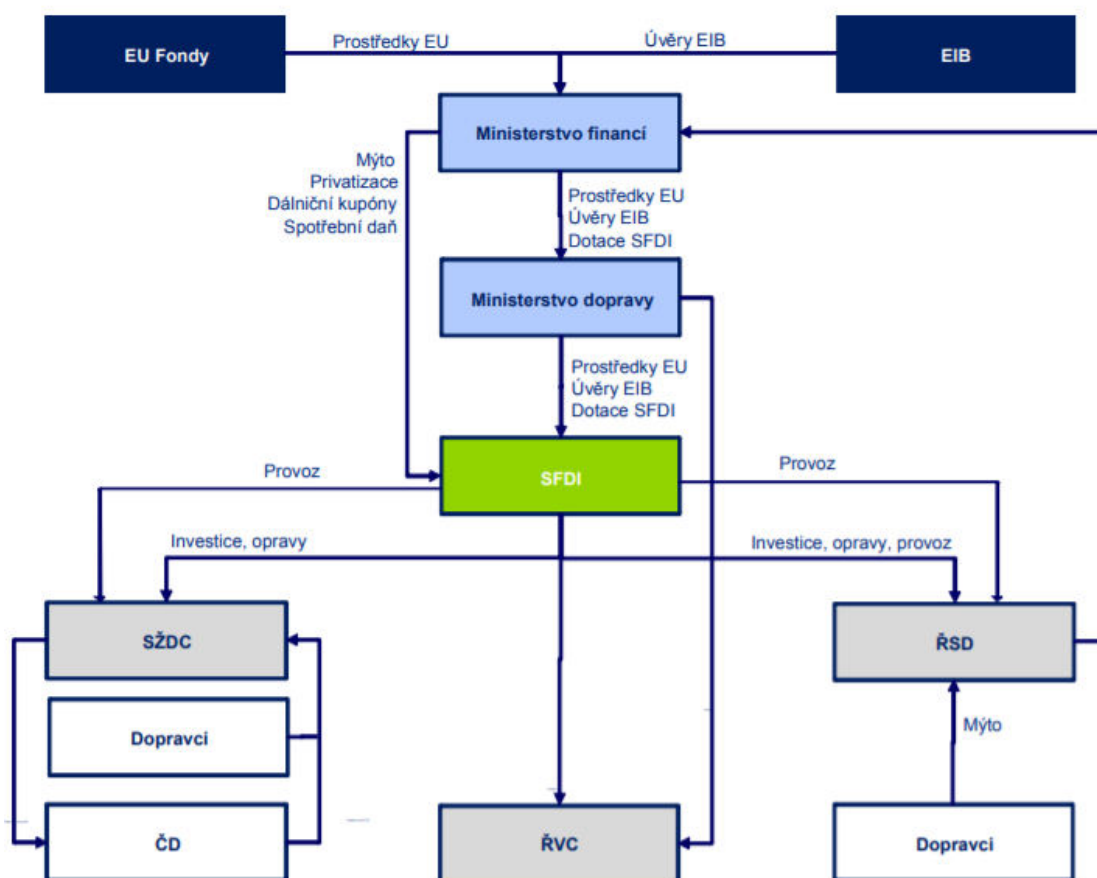 EU Fondy
Prostředky EU
Úvěry EIB
EIB
Ministerstvo financí
Mýto
Privatizace
Dálniční kupóny
Spotřební daň
Prostředky EU
Úvěry EIB
Dotace SFDI
Ministerstvo dopravy
Prostředky EU
Úvěry EIB
Dotace SFDI
Provoz
SFDI
Provoz
Investice, opravy
Investice, opravy, provoz
SŽDC
ŘSD
Dopravci
Mýto
ČD
ŘVC
Dopravci